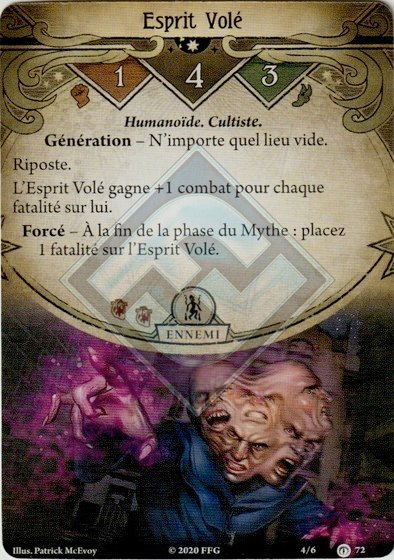 Esprit Volé
1 4 3
Humanoïde. Cultiste.
Génération – N'importe quel lieu vide.
Riposte.
L'Esprit Volé gagne +1 combat pour chaque
fatalité sur lui.
Forcé – À la fin de la phase du Mythe : placez
1 fatalité sur l'Esprit Volé.
ENNEMI
Illus. Patrick McEvoy © 2020 FFG 4/6 72